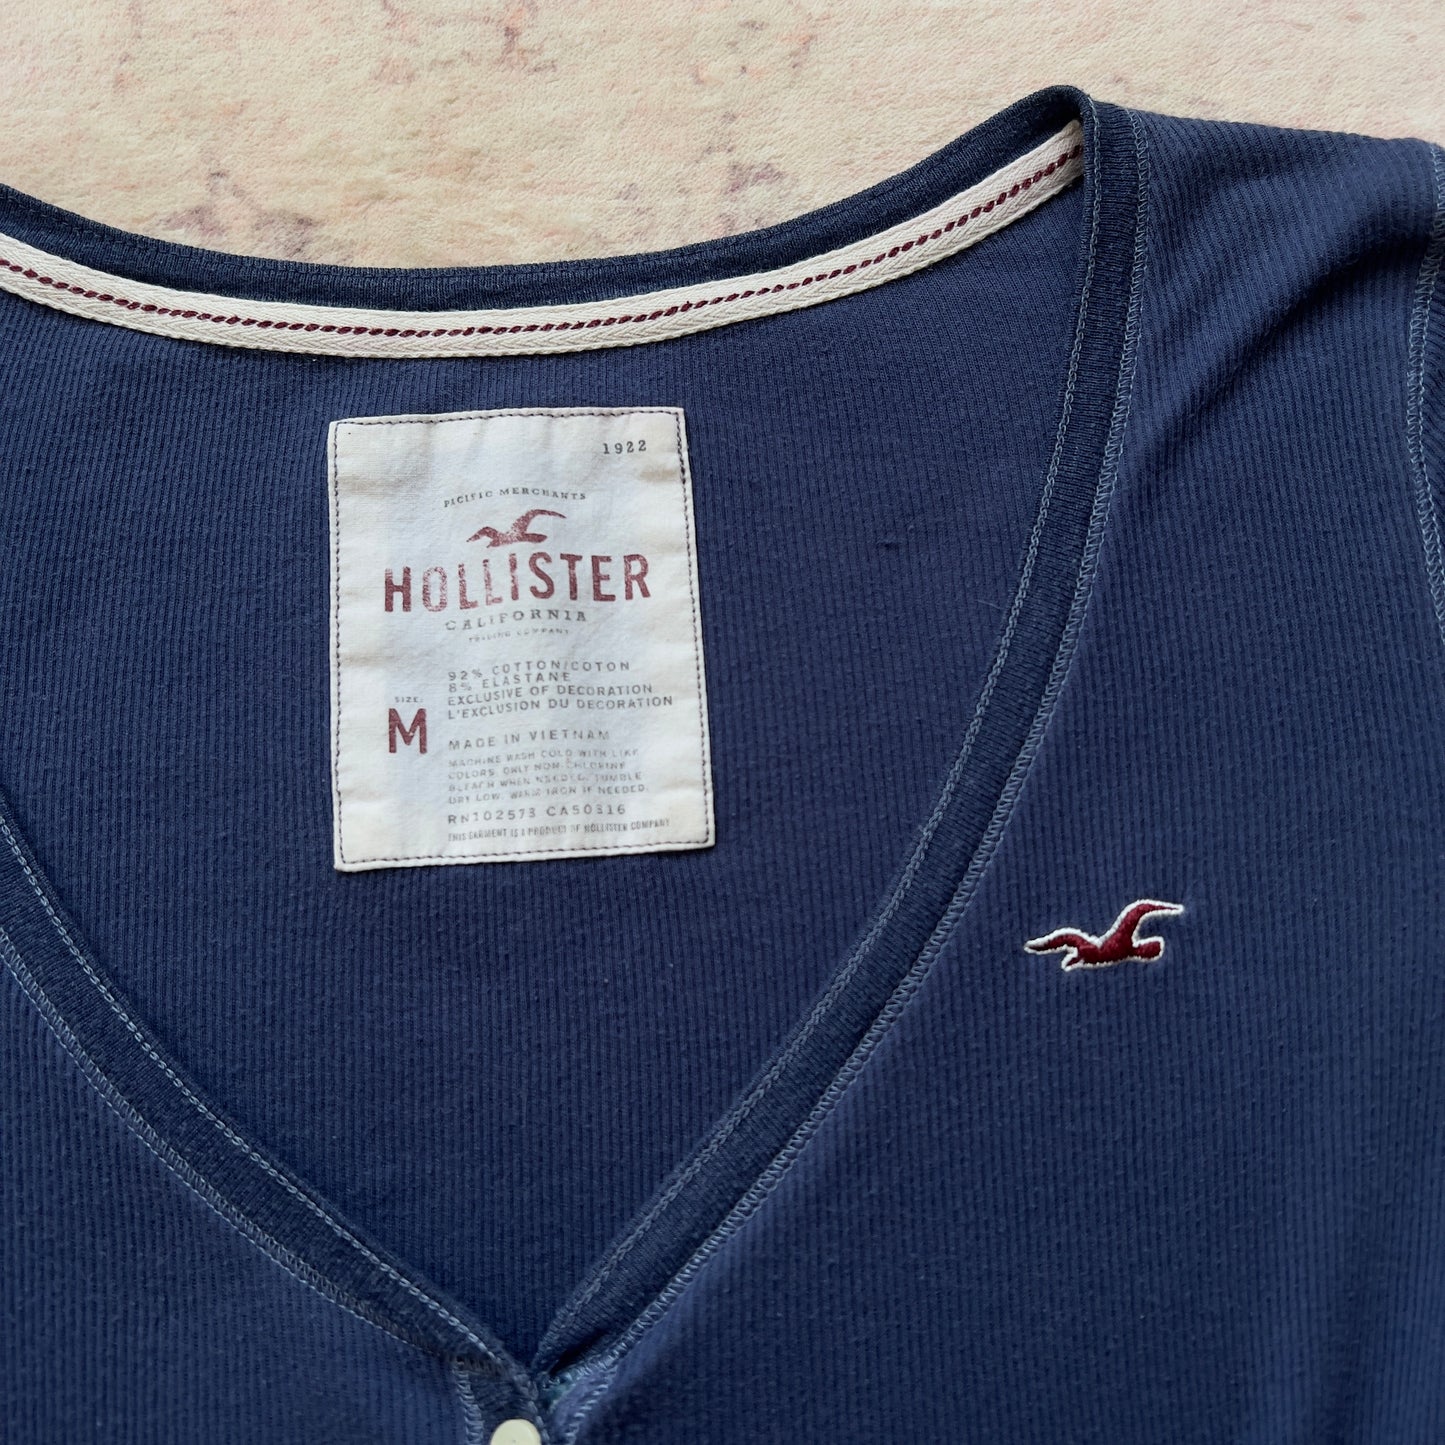 1922
PACIFIC MERCHANTS
HOLLISTER
CALIFORNIA
TRADING COMPANY
92% COTTON/COTON
8% ELASTANE
EXCLUSIVE OF DECORATION
L'EXCLUSION DU DECORATION
SIZE:
M
MADE IN VIETNAM
MACHINE WASH COLD WITH LIKE
COLORS. ONLY NON-CHLORINE
BLEACH WHEN NEEDED. TUMBLE
DRY LOW. WARM IRON IF NEEDED.
RN102573 CA50816
THIS GARMENT IS A PRODUCT OF HOLLISTER COMPANY